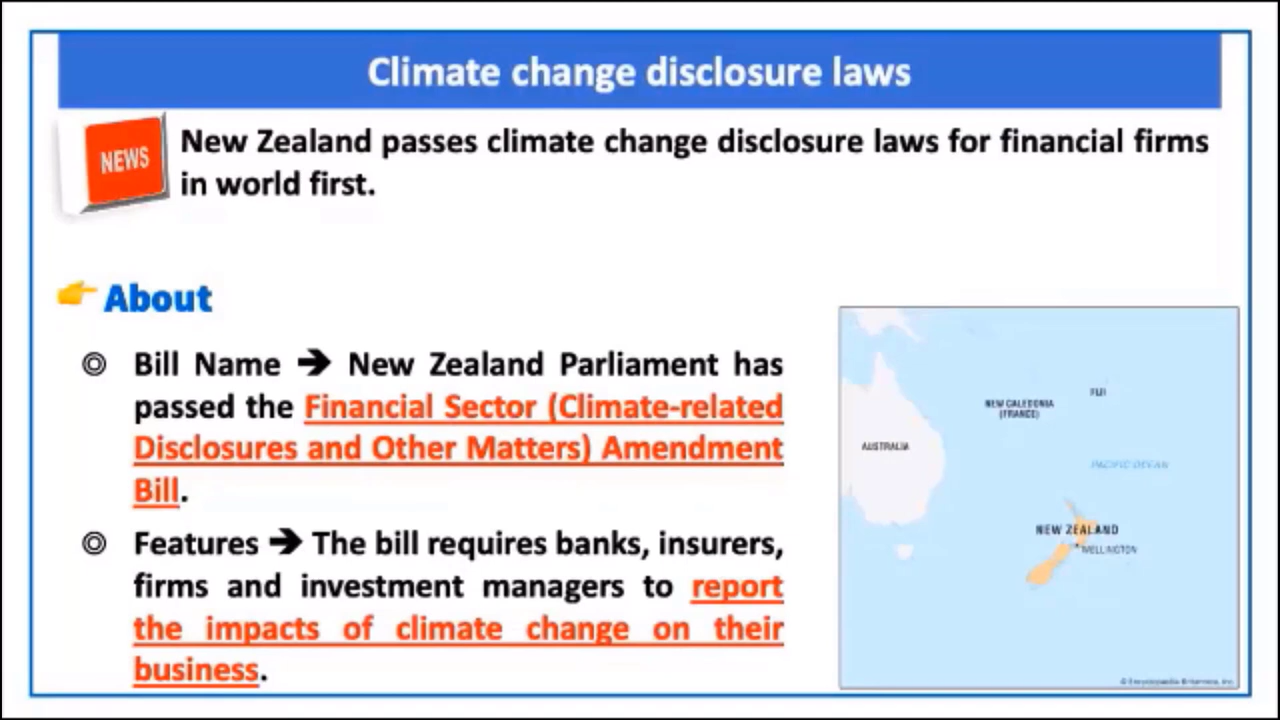 Climate change disclosure laws
NEWS
New Zealand passes climate change disclosure laws for financial firms
in world first.
About
Bill Name ➔ New Zealand Parliament has
passed the Financial Sector (Climate-related
Disclosures and Other Matters) Amendment
Bill.
Features ➔ The bill requires banks, insurers,
firms and investment managers to report
the impacts of climate change on their
business.
FIJI
NEW CALEDONIA
(FRANCE)
AUSTRALIA
PACIFIC OCEAN
NEW ZEALAND
WELLINGTON
© Encyclopædia Britannica, Inc.